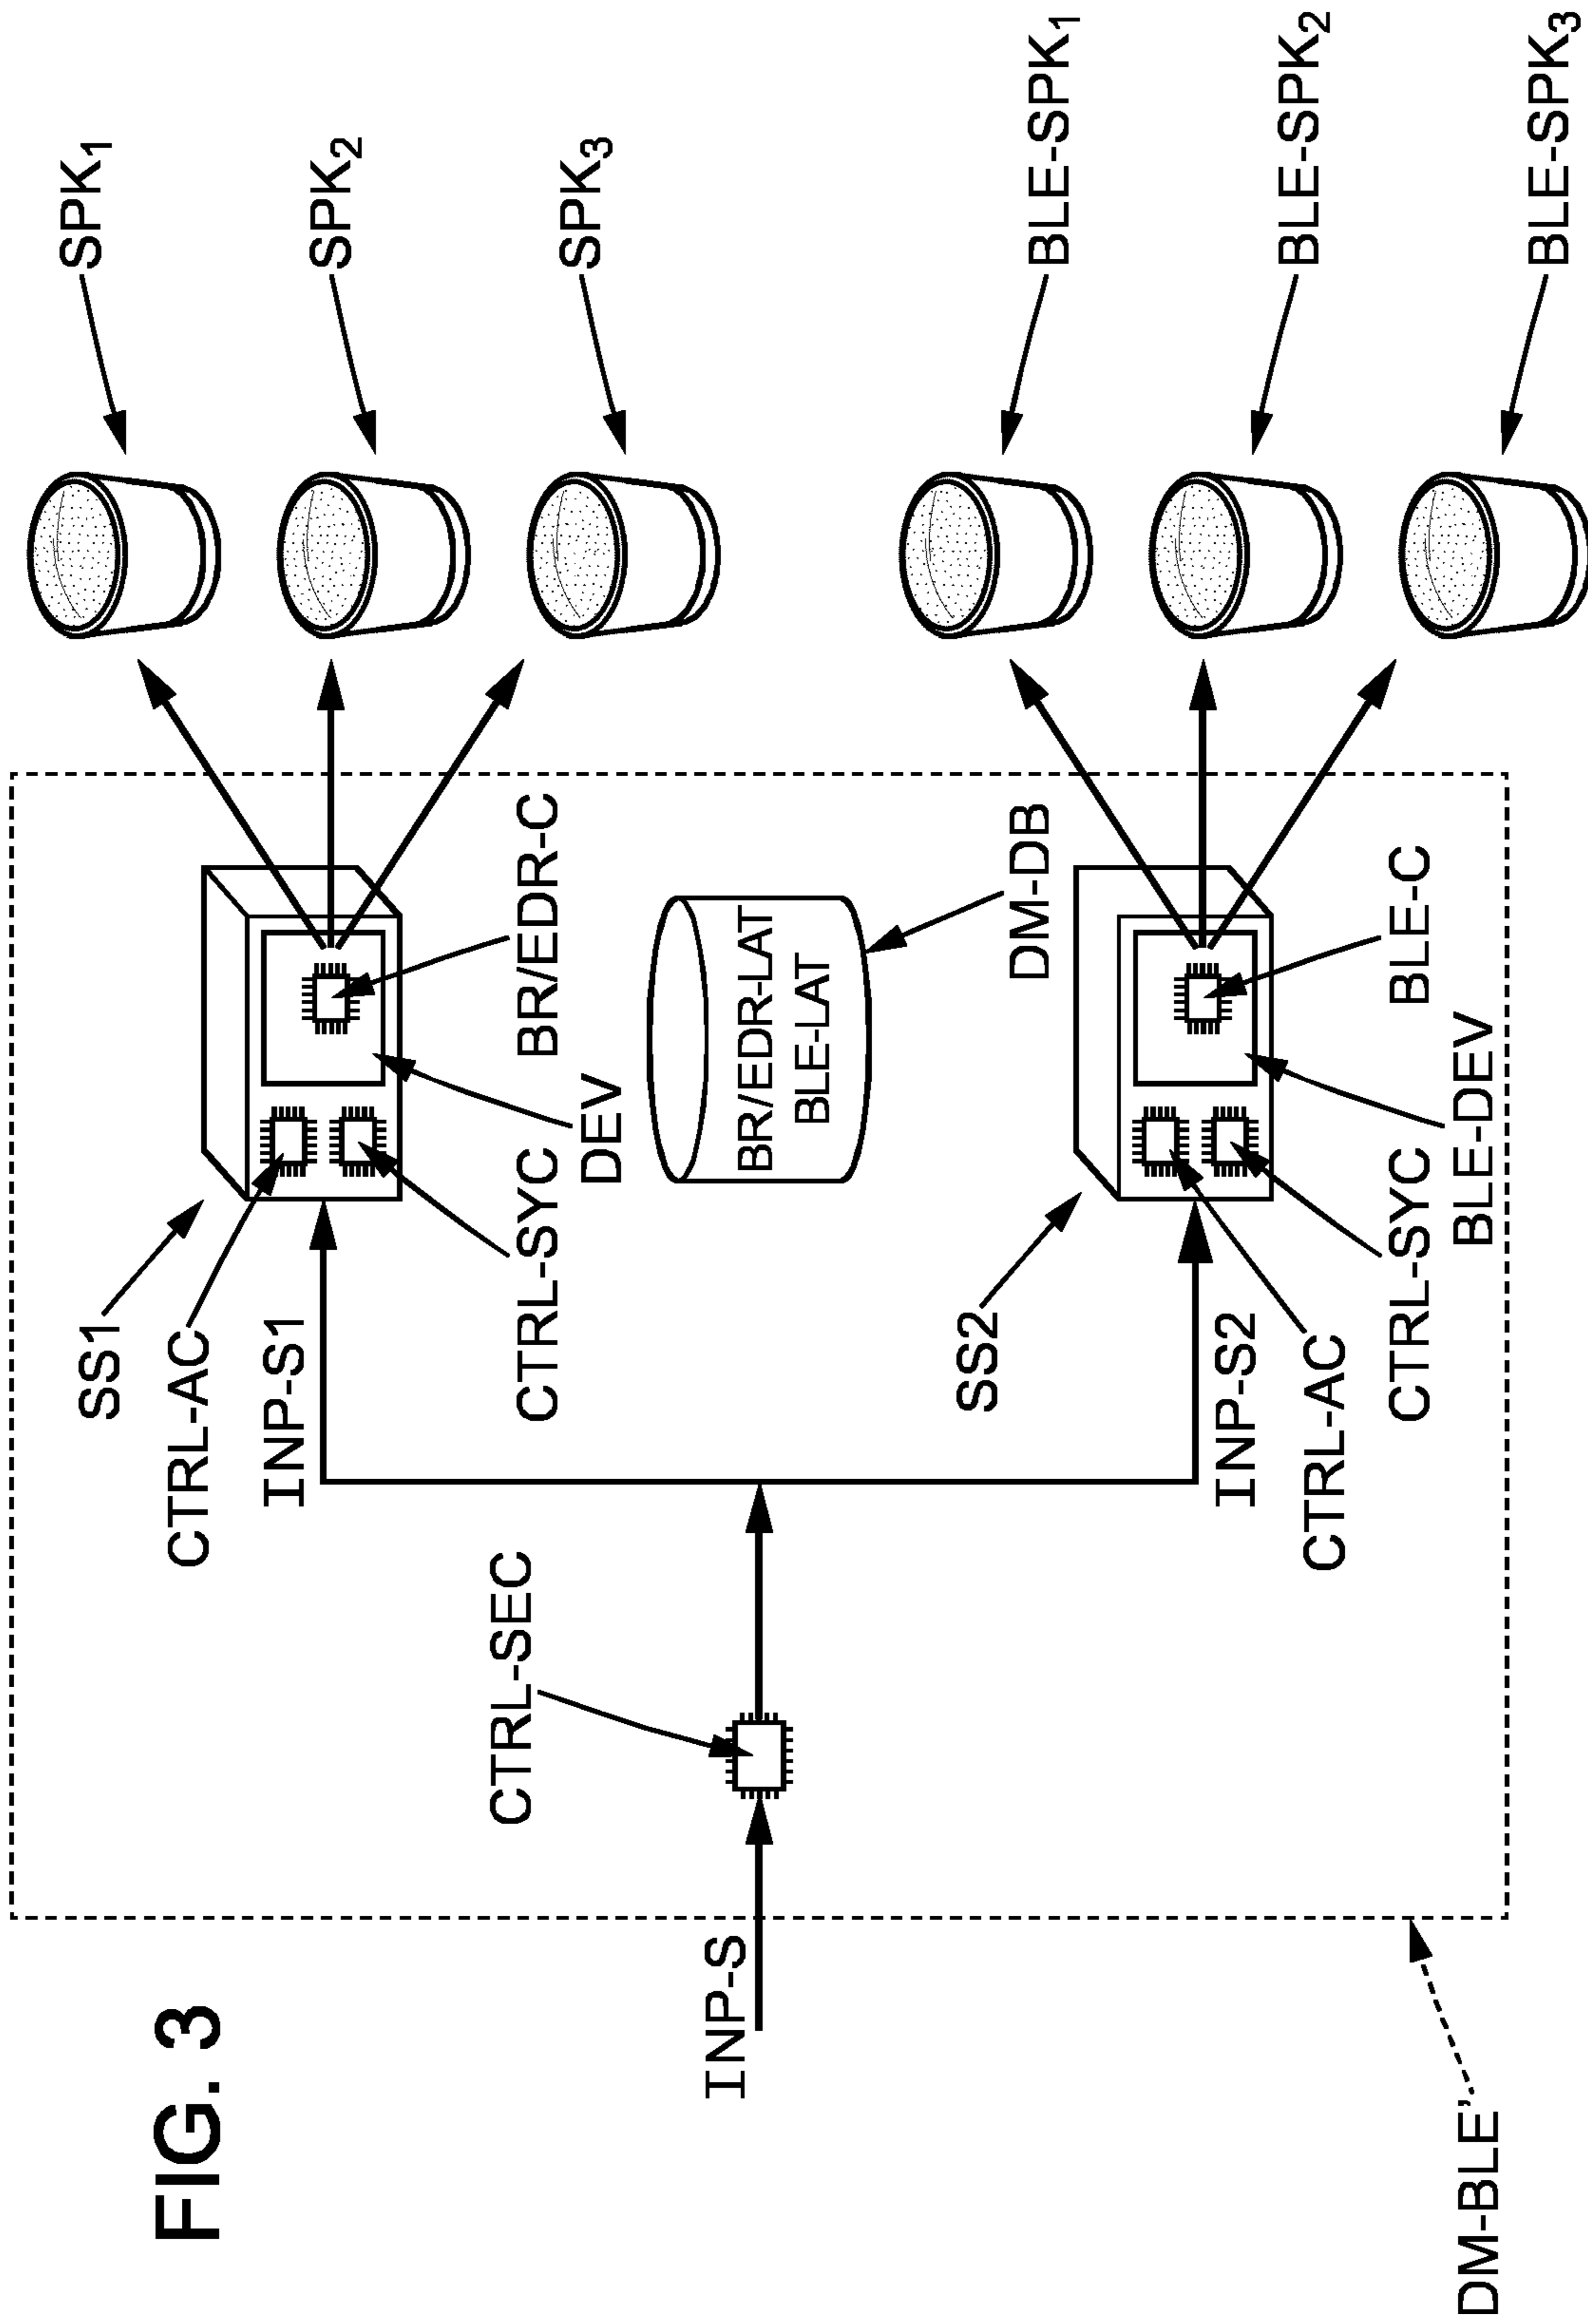 FIG. 3
SPK1
SPK2
SPK3
SS1
CTRL-AC
INP-S1
CTRL-SYC
DEV
BR/EDR-C
CTRL-SEC
INP-S
BR/EDR-LAT
BLE-LAT
DM-DB
SS2
INP-S2
CTRL-AC
CTRL-SYC
BLE-DEV
BLE-C
BLE-SPK1
BLE-SPK2
BLE-SPK3
DM-BLE'